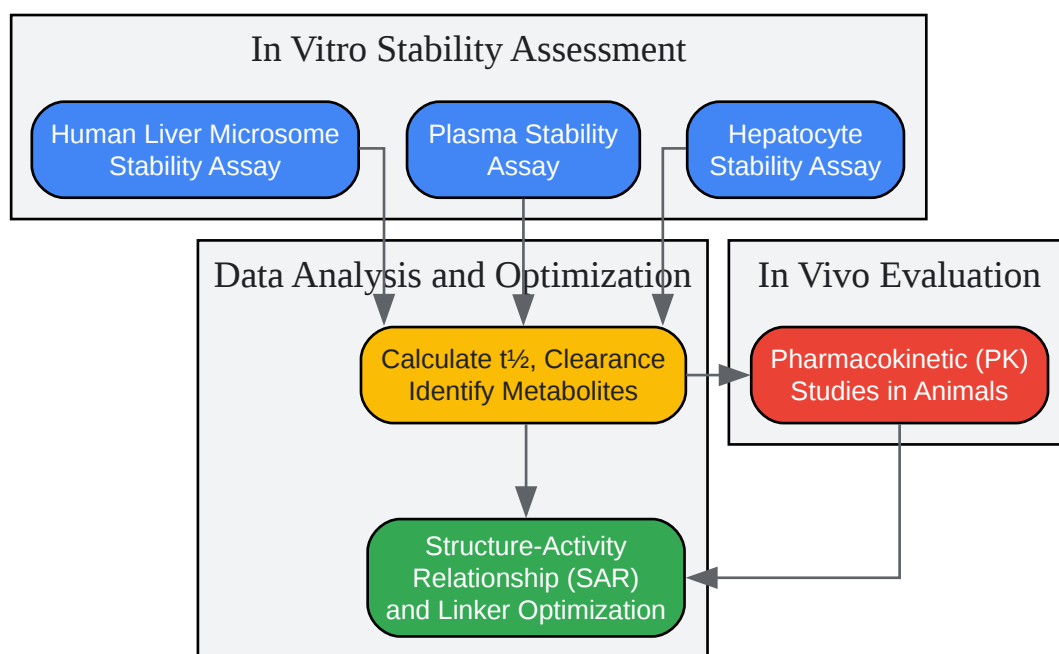 In Vitro Stability Assessment
Human Liver Microsome
Stability Assay
Plasma Stability
Assay
Hepatocyte
Stability Assay
Data Analysis and Optimization
In Vivo Evaluation
Calculate t½, Clearance
Identify Metabolites
Pharmacokinetic (PK)
Studies in Animals
Structure-Activity
Relationship (SAR)
and Linker Optimization